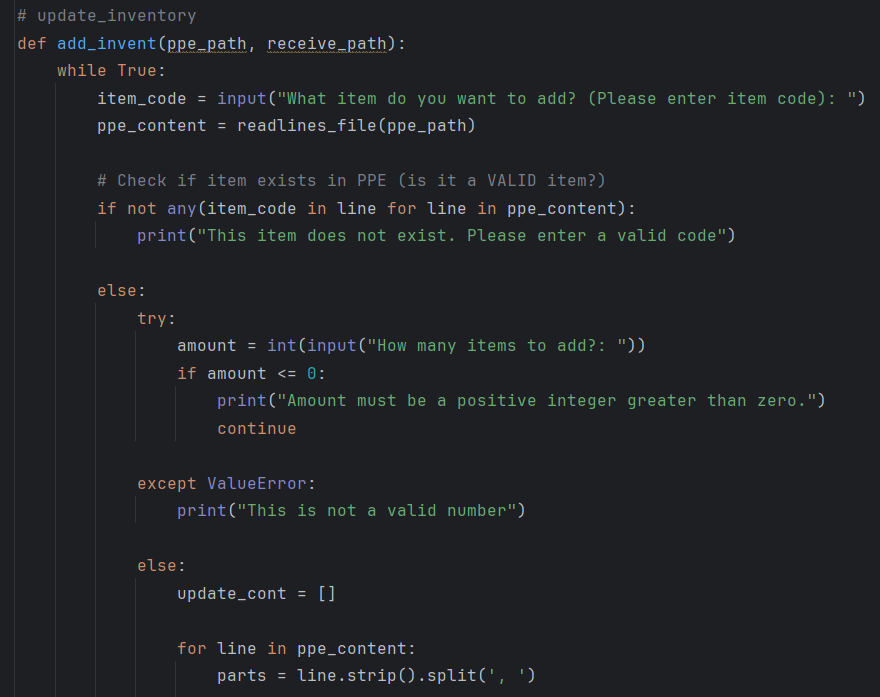 # update_inventory
def add_invent(ppe_path, receive_path):
    while True:
        item_code = input("What item do you want to add? (Please enter item code): ")
        ppe_content = readlines_file(ppe_path)

        # Check if item exists in PPE (is it a VALID item?)
        if not any(item_code in line for line in ppe_content):
            print("This item does not exist. Please enter a valid code")

        else:
            try:
                amount = int(input("How many items to add?: "))
                if amount <= 0:
                    print("Amount must be a positive integer greater than zero.")
                    continue

            except ValueError:
                print("This is not a valid number")

            else:
                update_cont = []

                for line in ppe_content:
                    parts = line.strip().split(', ')